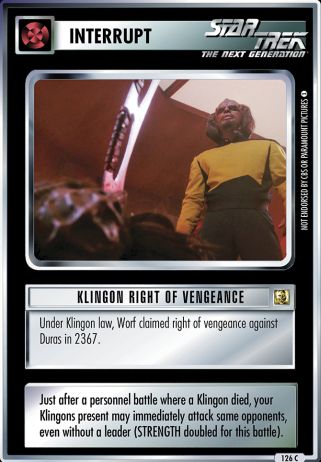 INTERRUPT
STAR TREK
THE NEXT GENERATION
NOT ENDORSED BY CBS OR PARAMOUNT PICTURES
KLINGON RIGHT OF VENGEANCE
Under Klingon law, Worf claimed right of vengeance against
Duras in 2367.
Just after a personnel battle where a Klingon died, your
Klingons present may immediately attack same opponents,
even without a leader (STRENGTH doubled for this battle).
126 C